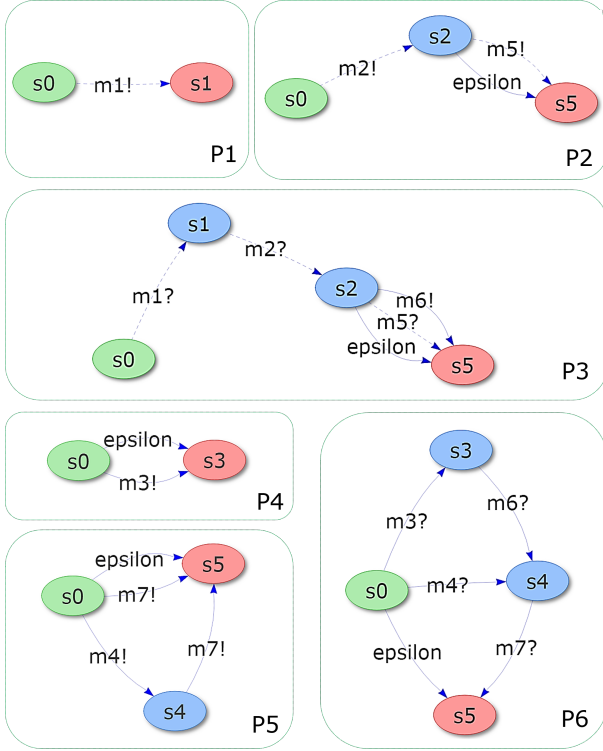 s0
m1!
s1
P1
s2
m2!
m5!
epsilon
s0
s5
P2
s1
m2?
m1?
s2
m6!
m5?
epsilon
s0
s5
P3
s0
epsilon
s3
m3!
P4
epsilon
s5
s0
m7!
m4!
m7!
s4
P5
s3
m6?
m3?
s0
m4?
s4
epsilon
m7?
s5
P6